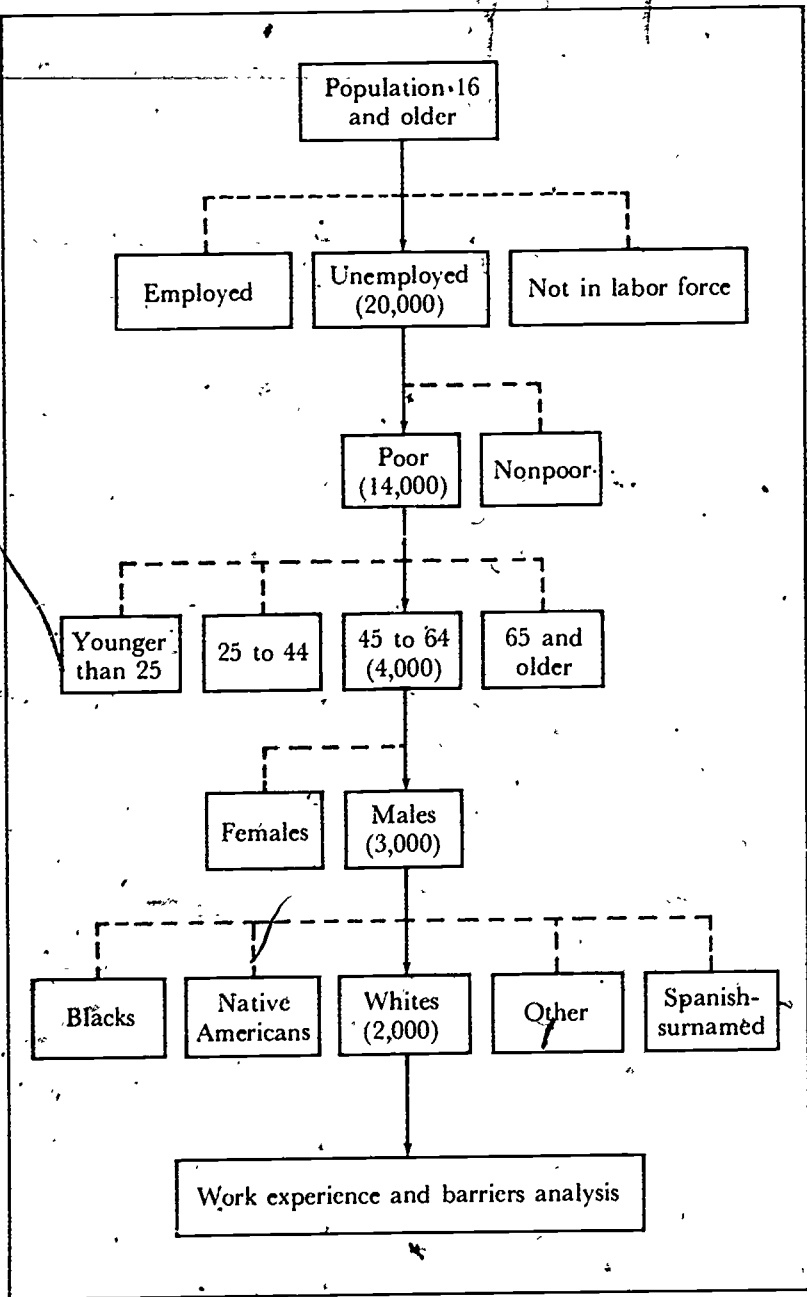 Population 16
and older
Employed
Unemployed
(20,000)
Not in labor force
Poor
(14,000)
Nonpoor
Younger
than 25
25 to 44
45 to 64
(4,000)
65 and
older
Females
Males
(3,000)
Blacks
Native
Americans
Whites
(2,000)
Other
Spanish-
surnamed
Work experience and barriers analysis